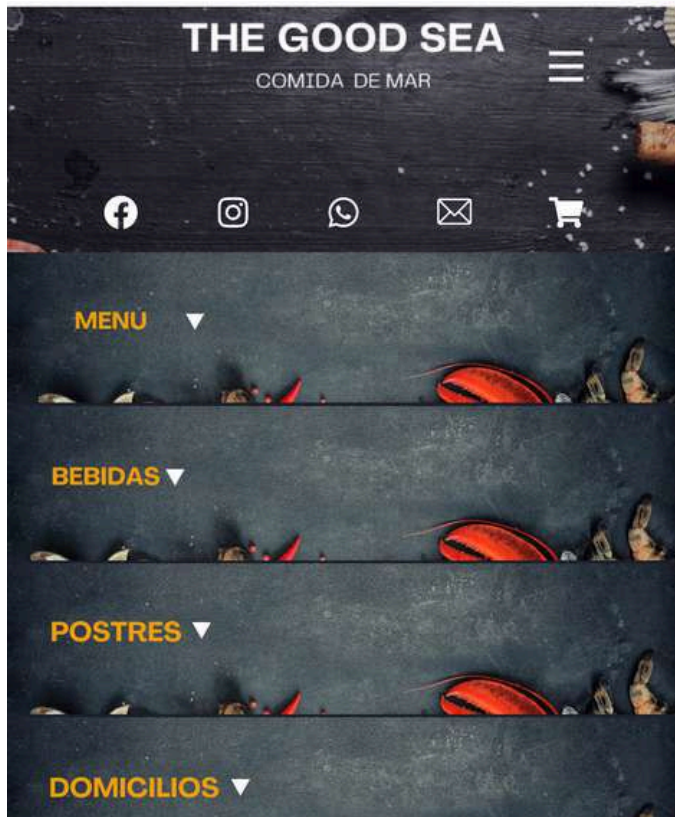 THE GOOD SEA
COMIDA DE MAR
MENU
BEBIDAS
POSTRES
DOMICILIOS